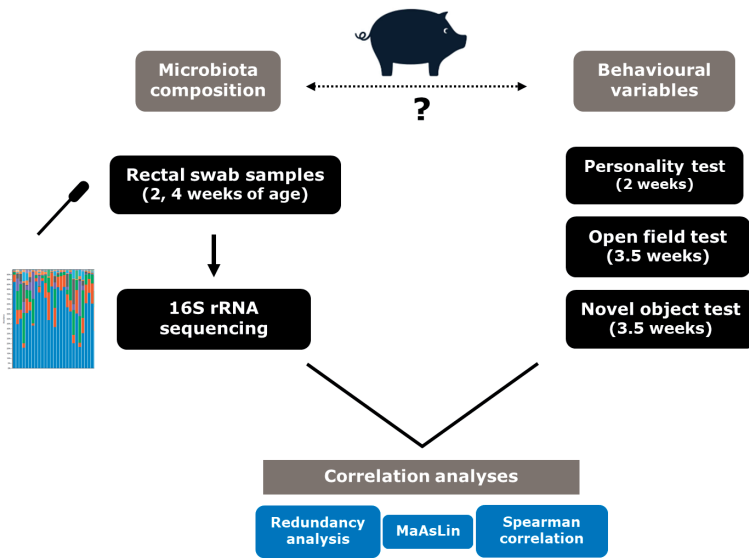 Microbiota
composition
Behavioural
variables
?
Rectal swab samples
(2, 4 weeks of age)
Personality test
(2 weeks)
Open field test
(3.5 weeks)
16S rRNA
sequencing
Novel object test
(3.5 weeks)
Correlation analyses
Redundancy
analysis
MaAsLin
Spearman
correlation